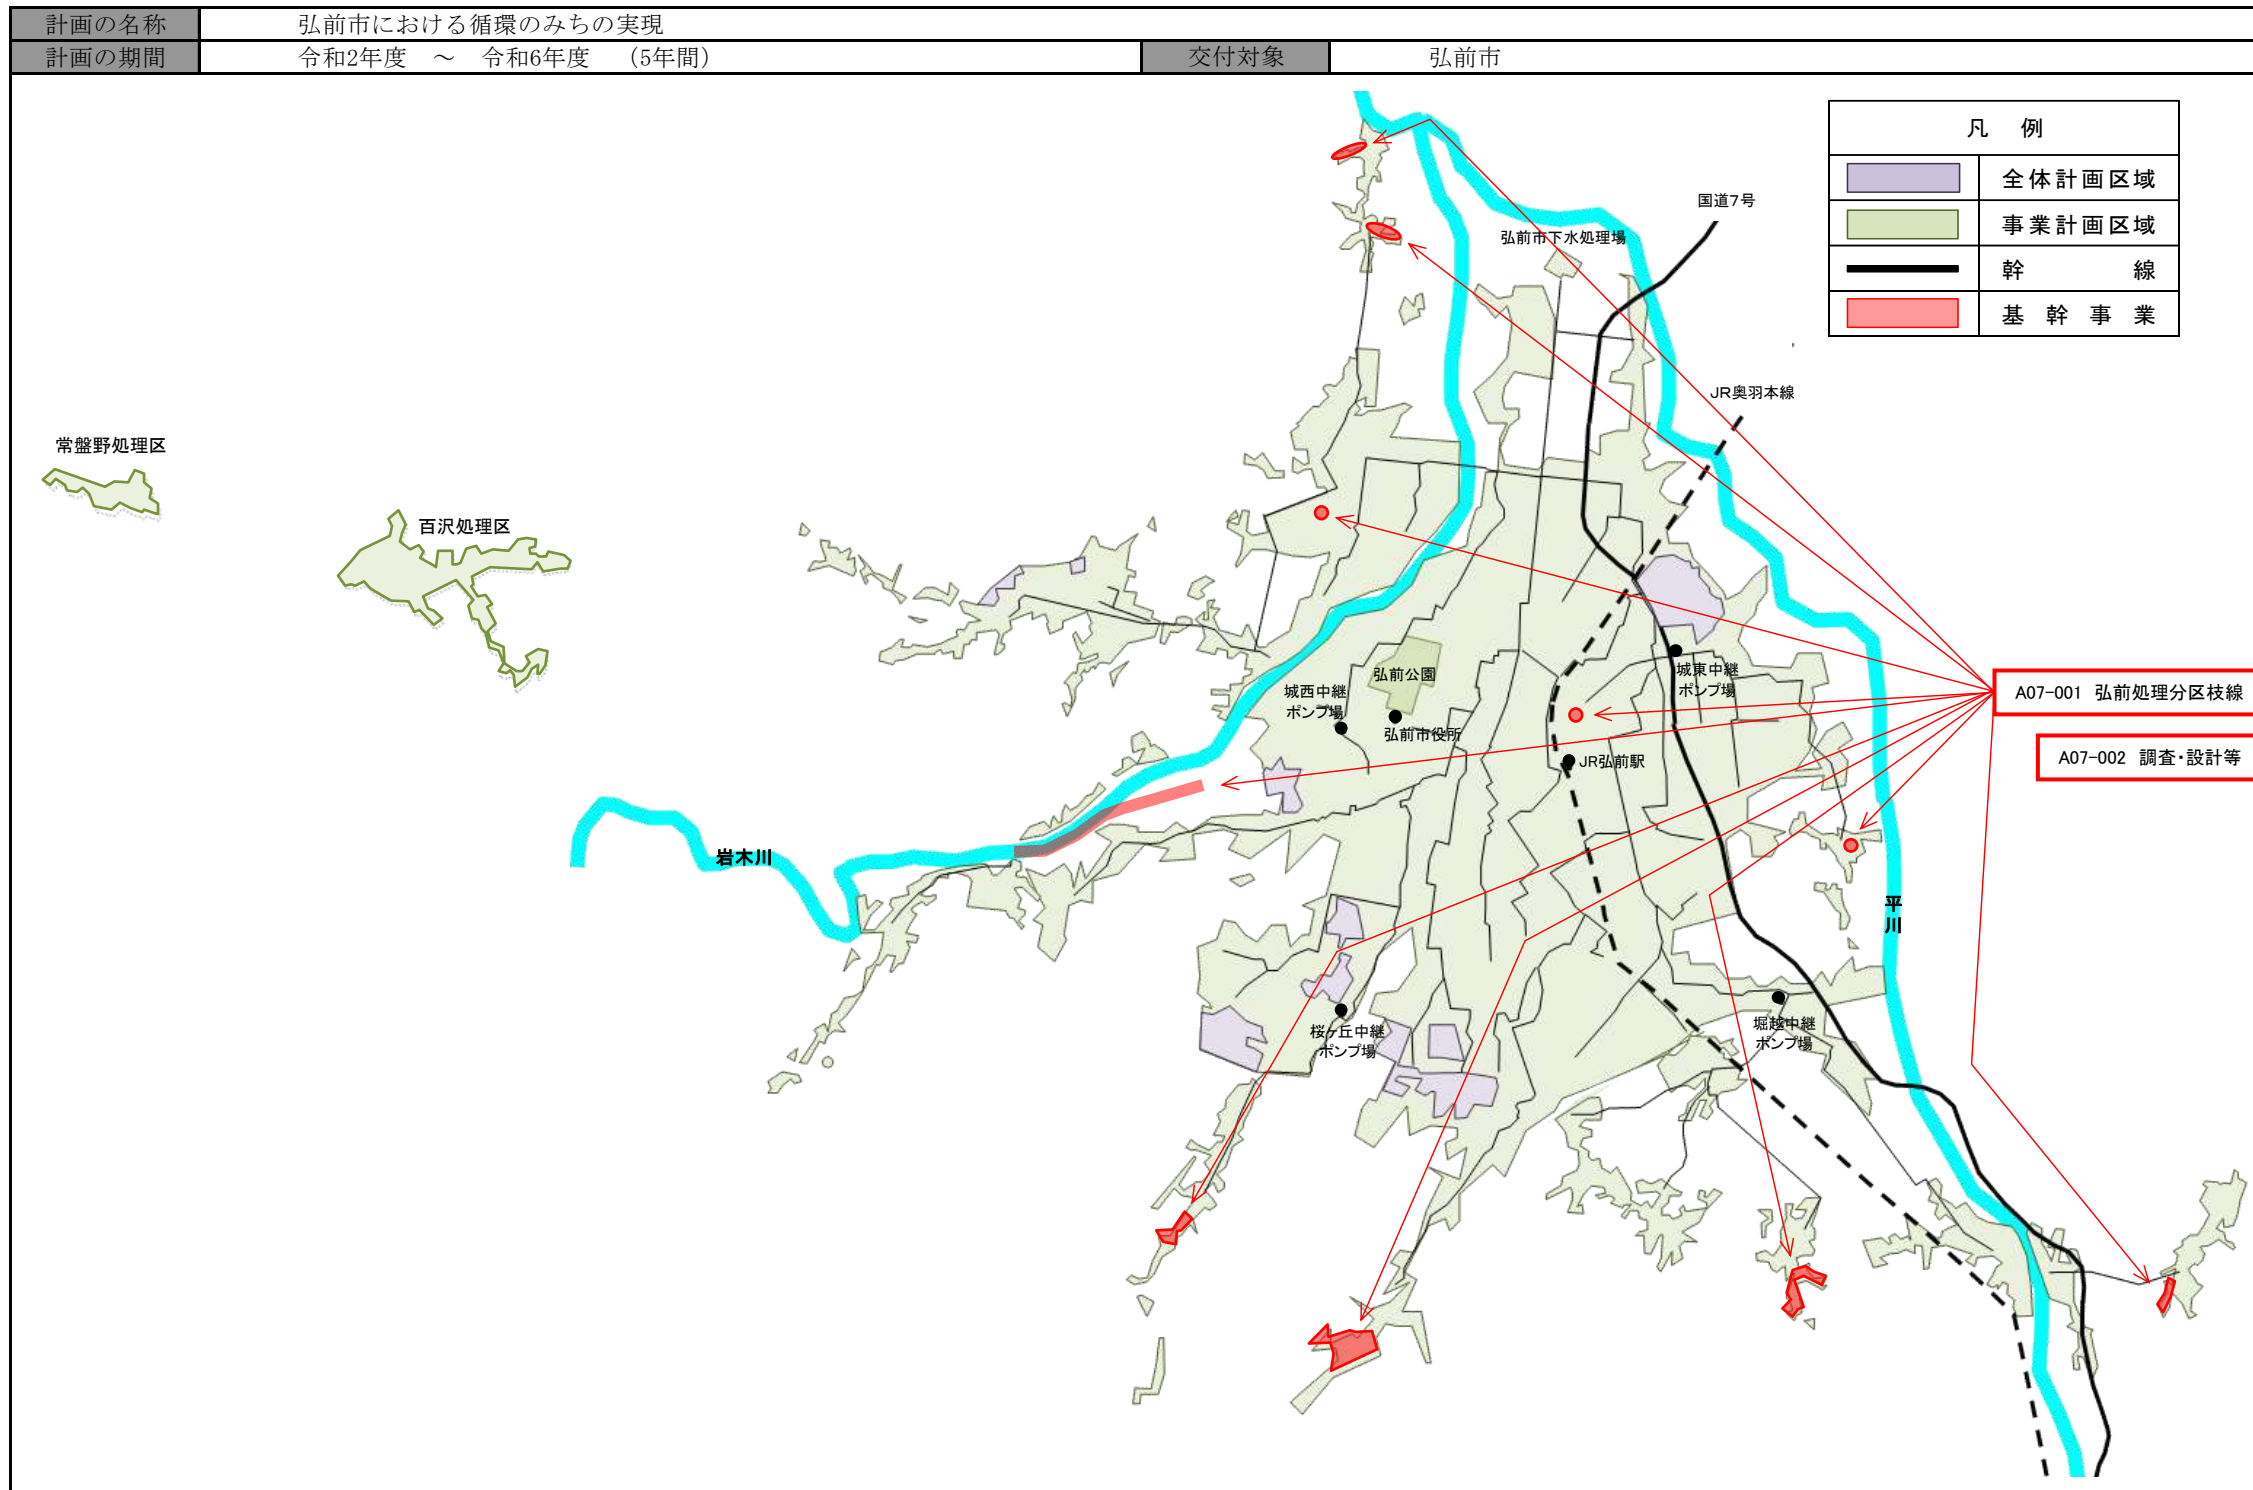 計画の名称 弘前市における循環のみちの実現
計画の期間 令和2年度 ～ 令和6年度 （5年間） 交付対象 弘前市
凡 例
全体計画区域
事業計画区域
幹 線
基 幹 事 業
国道7号
弘前市下水処理場
JR奥羽本線
常盤野処理区
百沢処理区
弘前公園
城東中継
ポンプ場
城西中継
ポンプ場
弘前市役所
JR弘前駅
A07-001 弘前処理分区枝線
A07-002 調査・設計等
岩木川
平川
桜ヶ丘中継
ポンプ場
堀越中継
ポンプ場